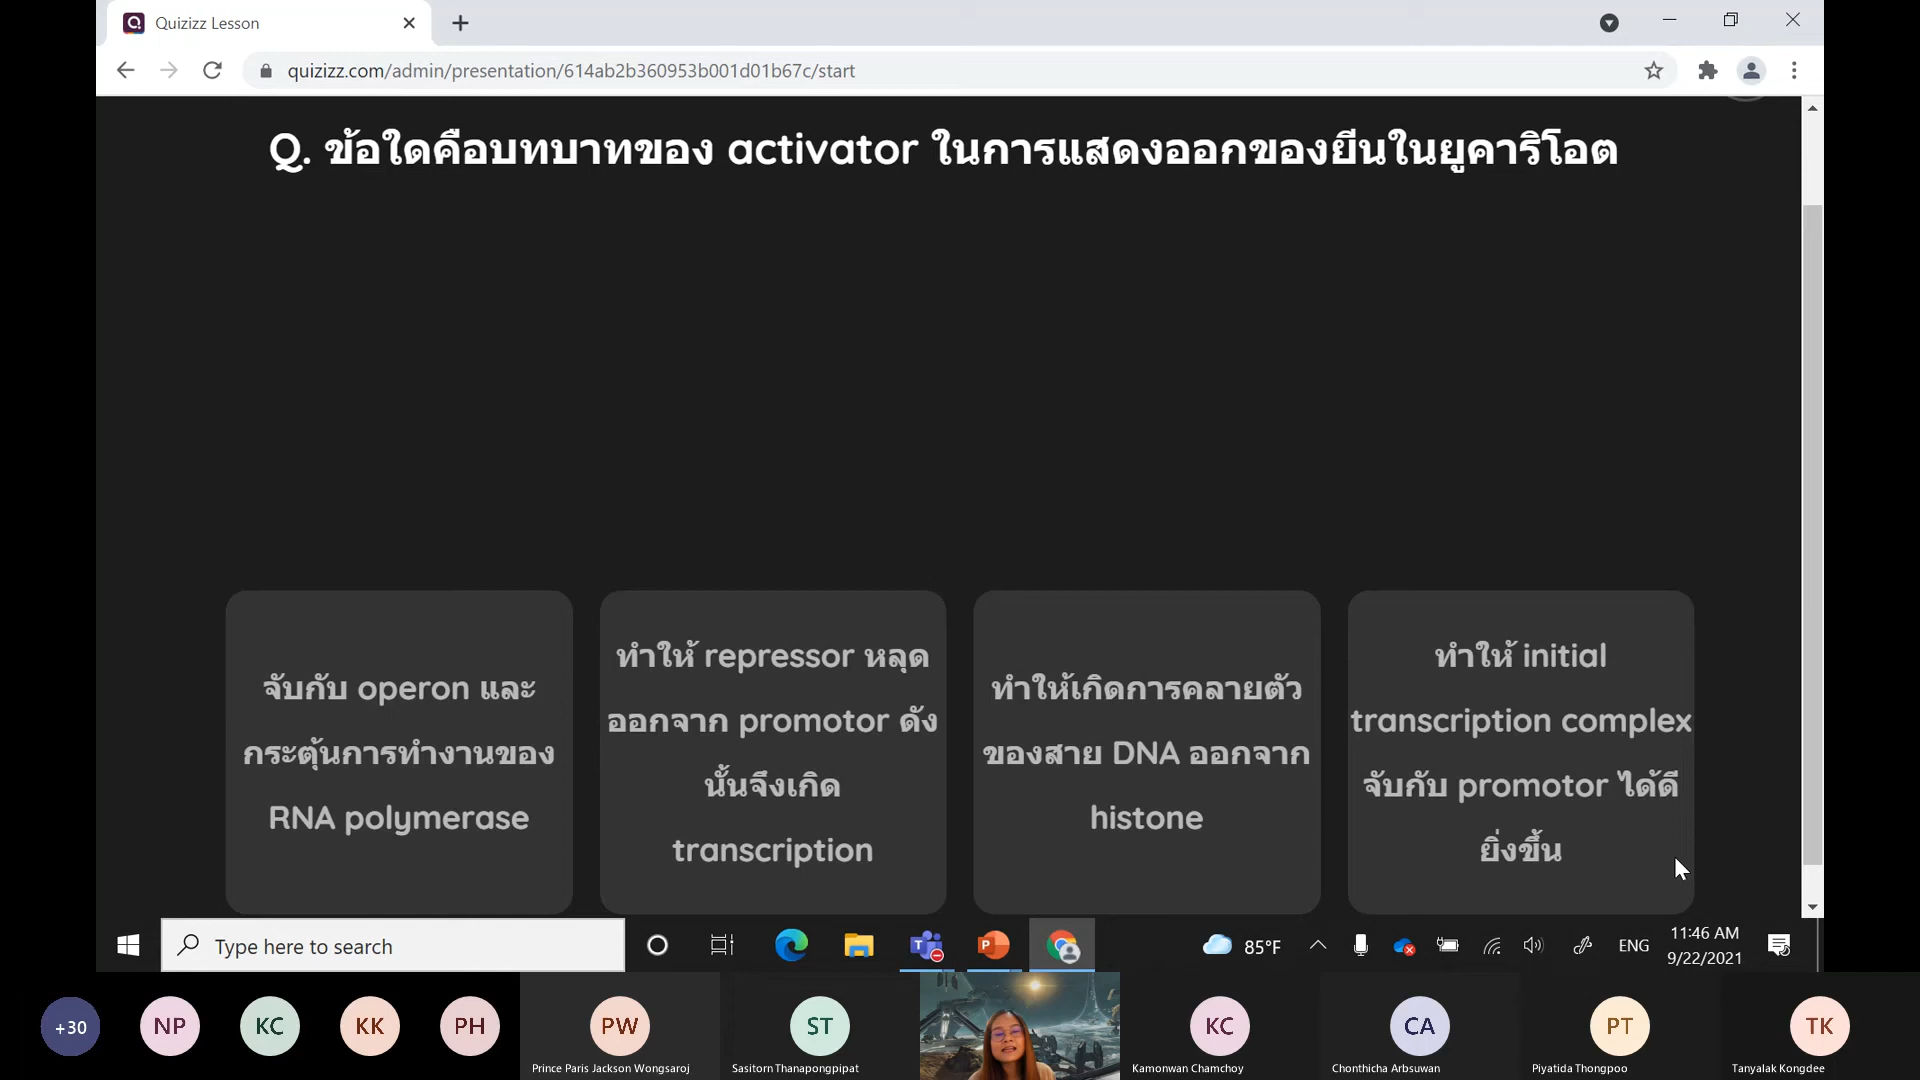 Quizizz Lesson
quizizz.com/admin/presentation/614ab2b360953b001d01b67c/start
Q. ข้อใดคือบทบาทของ activator ในการแสดงออกของยีนในยูคาริโอต
จับกับ operon และ
กระตุ้นการทำงานของ
RNA polymerase
ทำให้ repressor หลุด
ออกจาก promotor ดัง
นั้นจึงเกิด
transcription
ทำให้เกิดการคลายตัว
ของสาย DNA ออกจาก
histone
ทำให้ initial
transcription complex
จับกับ promotor ได้ดี
ยิ่งขึ้น
Type here to search
85°F
ENG
11:46 AM
9/22/2021
+30
NP
KC
KK
PH
PW
Prince Paris Jackson Wongsaroj
ST
Sasitorn Thanapongpipat
KC
Kamonwan Chamchoy
CA
Chonthicha Arbsuwan
PT
Piyatida Thongpoo
TK
Tanyalak Kongdee